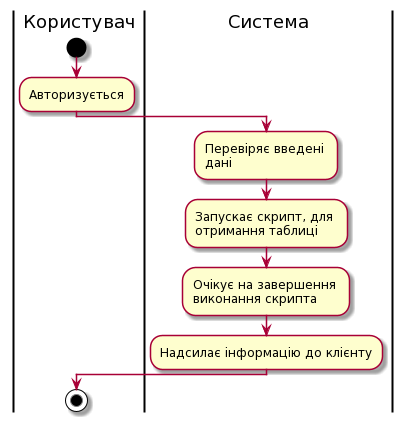 Користувач
Система
Авторизується
Перевіряє введені
дані
Запускає скрипт, для
отримання таблиці
Очікує на завершення
виконання скрипта
Надсилає інформацію до клієнту